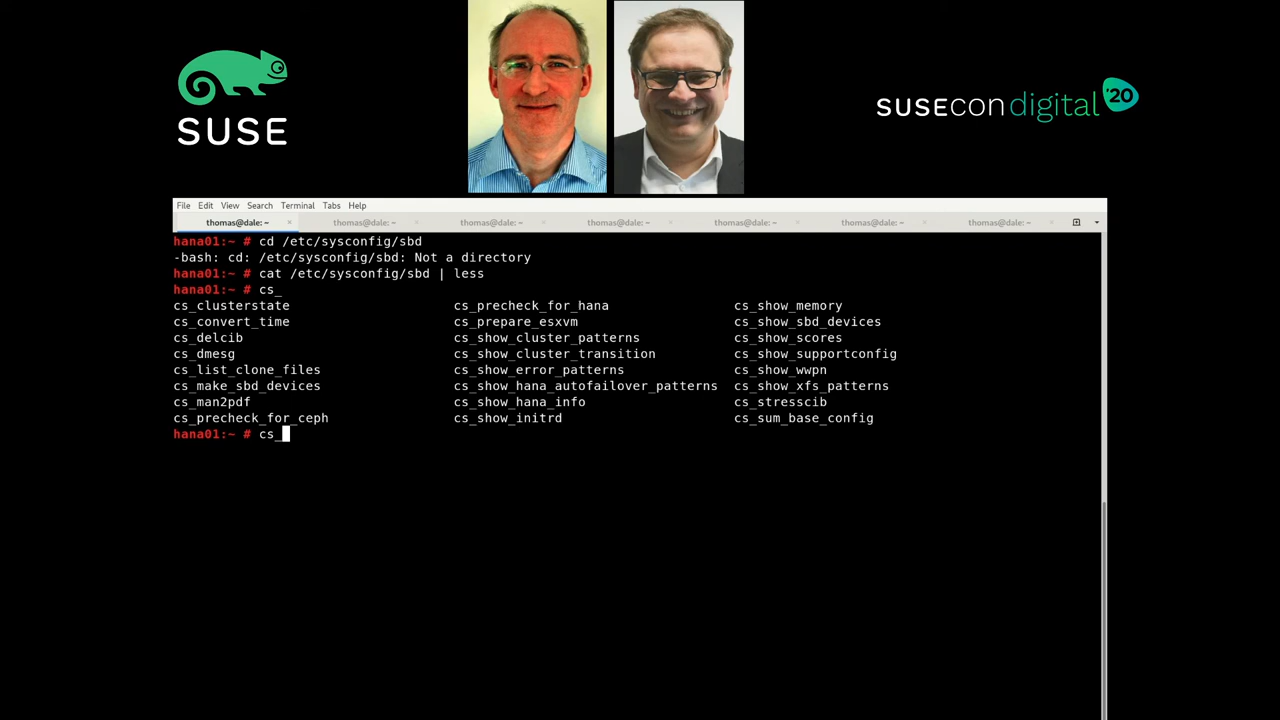 SUSE
SUSECON digital '20
File Edit View Search Terminal Tabs Help
thomas@dale: ~ × thomas@dale: ~ × thomas@dale: ~ × thomas@dale: ~ × thomas@dale: ~ × thomas@dale: ~ × thomas@dale: ~ ×
hana01:~ # cd /etc/sysconfig/sbd
-bash: cd: /etc/sysconfig/sbd: Not a directory
hana01:~ # cat /etc/sysconfig/sbd | less
hana01:~ # cs_
cs_clusterstate cs_precheck_for_hana cs_show_memory
cs_convert_time cs_prepare_esxvm cs_show_sbd_devices
cs_delcib cs_show_cluster_patterns cs_show_scores
cs_dmesg cs_show_cluster_transition cs_show_supportconfig
cs_list_clone_files cs_show_error_patterns cs_show_wwpn
cs_make_sbd_devices cs_show_hana_autofailover_patterns cs_show_xfs_patterns
cs_man2pdf cs_show_hana_info cs_stresscib
cs_precheck_for_ceph cs_show_initrd cs_sum_base_config
hana01:~ # cs_